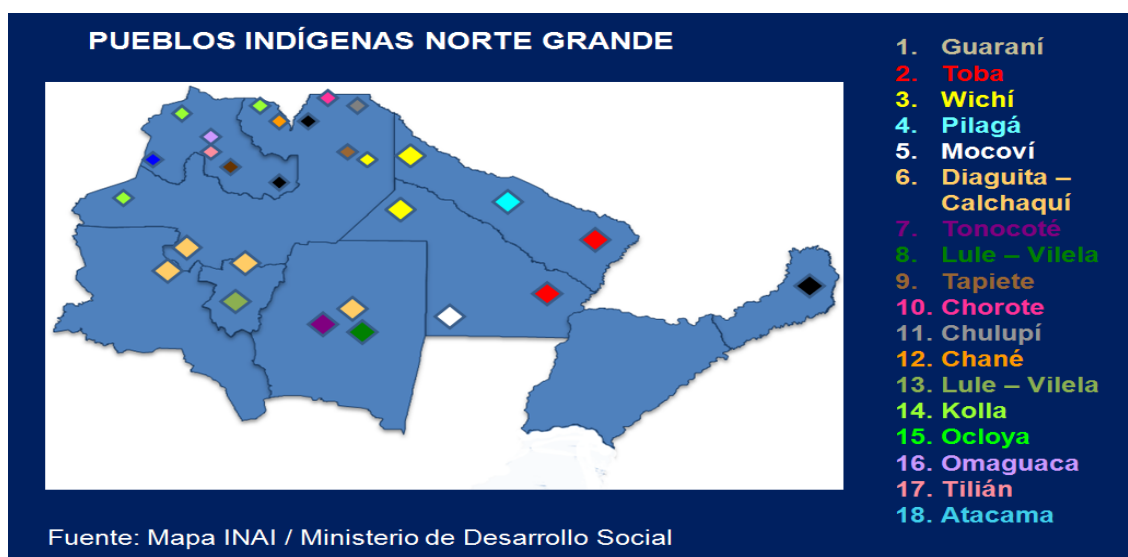 PUEBLOS INDÍGENAS NORTE GRANDE
1. Guaraní
2. Toba
3. Wichí
4. Pilagá
5. Mocoví
6. Diaguita –
Calchaquí
7. Tonocoté
8. Lule – Vilela
9. Tapiete
10. Chorote
11. Chulupí
12. Chané
13. Lule – Vilela
14. Kolla
15. Ocloya
16. Omaguaca
17. Tilián
18. Atacama
Fuente: Mapa INAI / Ministerio de Desarrollo Social